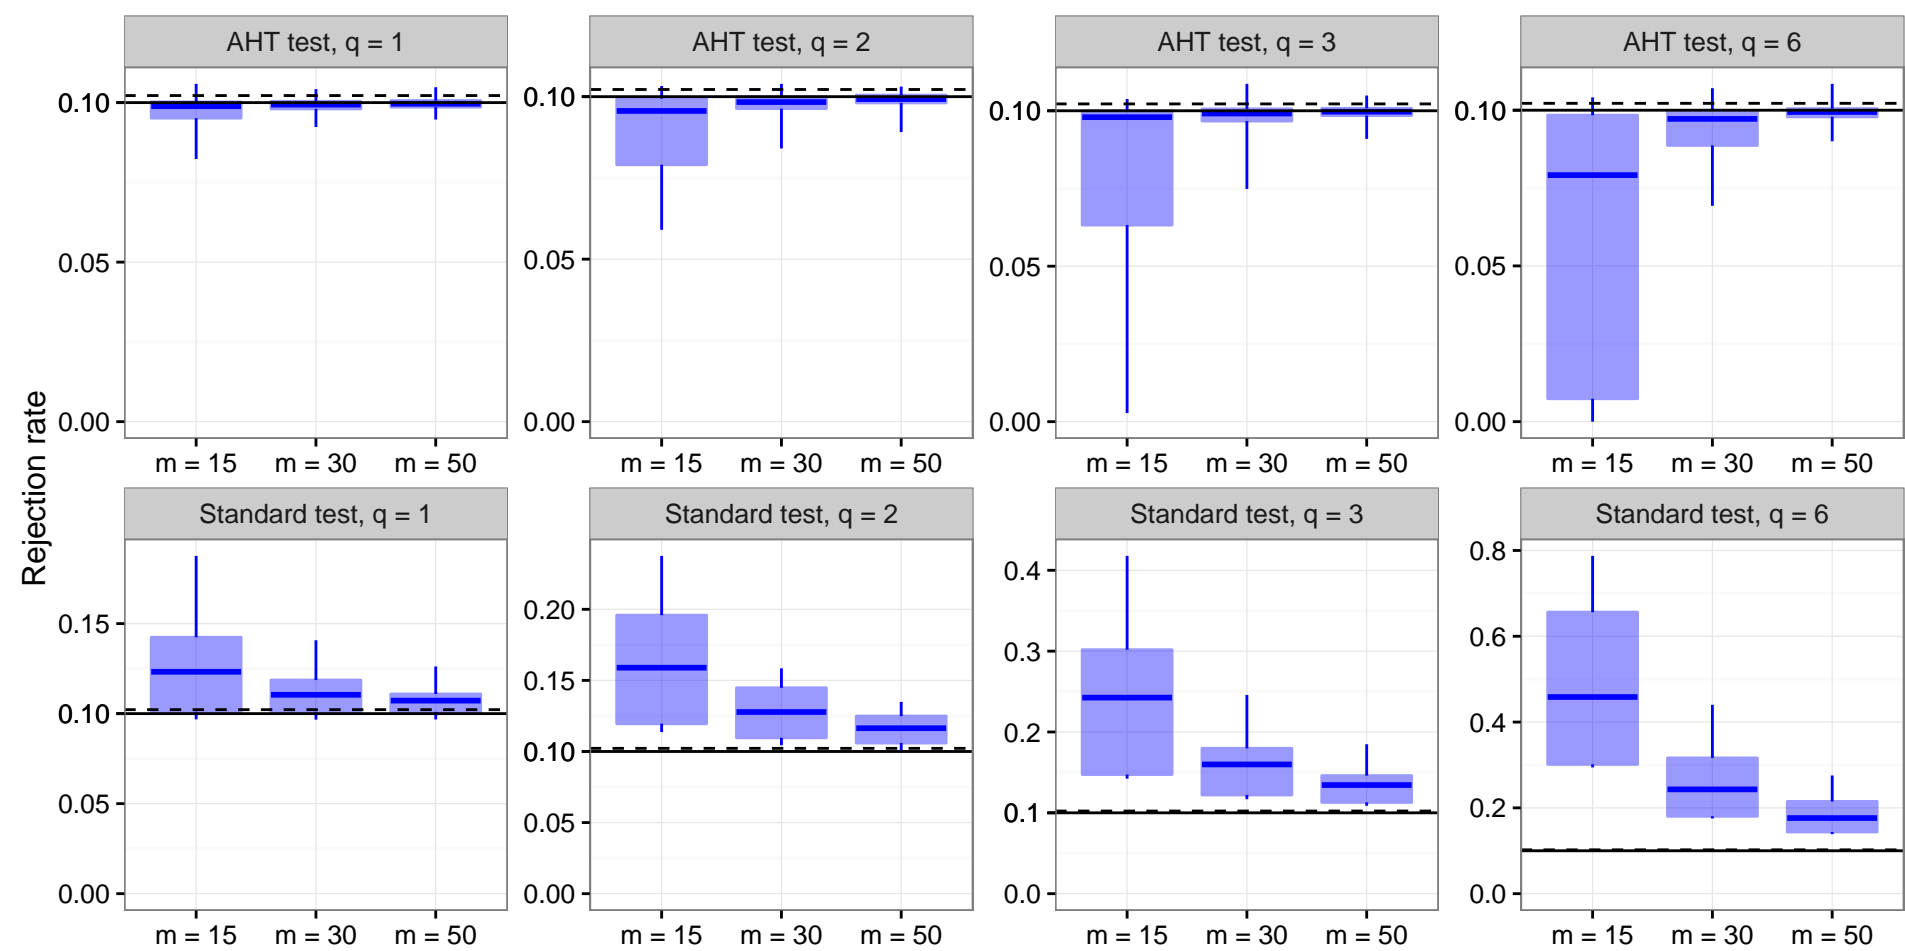 AHT test, q = 1
AHT test, q = 2
AHT test, q = 3
AHT test, q = 6
0.10
0.05
0.00
0.10
0.05
0.00
0.10
0.05
0.00
0.10
0.05
0.00
m = 15 m = 30 m = 50
m = 15 m = 30 m = 50
m = 15 m = 30 m = 50
m = 15 m = 30 m = 50
Rejection rate
Standard test, q = 1
Standard test, q = 2
Standard test, q = 3
Standard test, q = 6
0.15
0.10
0.05
0.00
0.20
0.15
0.10
0.05
0.00
0.4
0.3
0.2
0.1
0.0
0.8
0.6
0.4
0.2
0.0
m = 15 m = 30 m = 50
m = 15 m = 30 m = 50
m = 15 m = 30 m = 50
m = 15 m = 30 m = 50